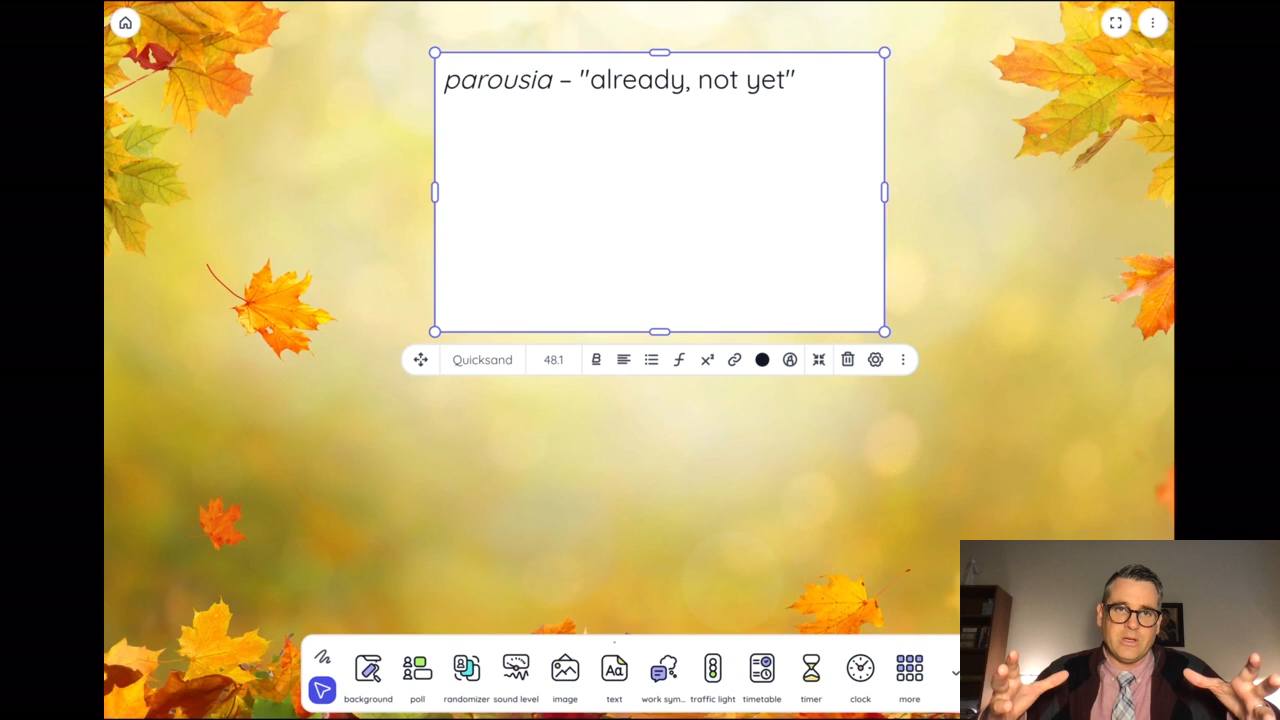 parousia – "already, not yet"
Quicksand 48.1
background poll randomizer sound level image text work sym... traffic light timetable timer clock more